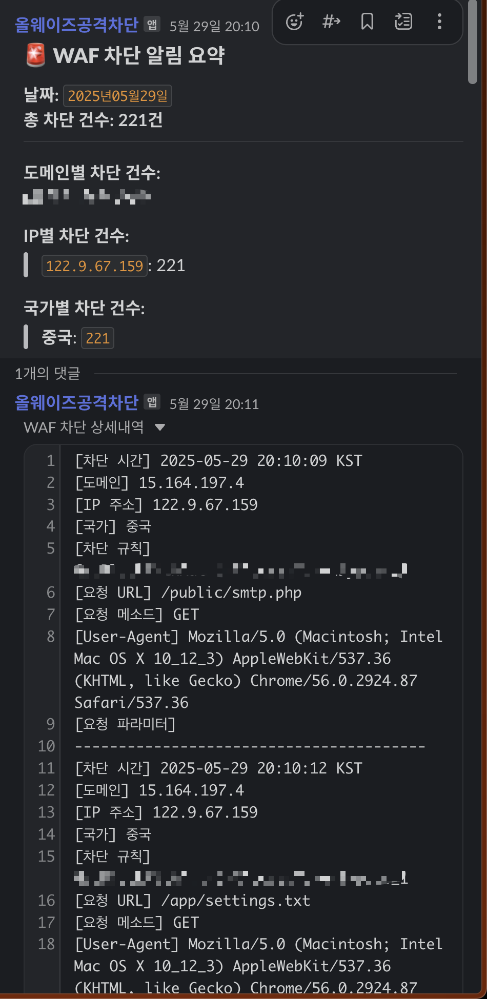 올웨이즈공격차단 앱 5월 29일 20:10
WAF 차단 알림 요약
날짜: 2025년05월29일
총 차단 건수: 221건
도메인별 차단 건수:
IP별 차단 건수:
122.9.67.159: 221
국가별 차단 건수:
중국: 221
1개의 댓글
올웨이즈공격차단 앱 5월 29일 20:11
WAF 차단 상세내역
1 [차단 시간] 2025-05-29 20:10:09 KST
2 [도메인] 15.164.197.4
3 [IP 주소] 122.9.67.159
4 [국가] 중국
5 [차단 규칙]
6 [요청 URL] /public/smtp.php
7 [요청 메소드] GET
8 [User-Agent] Mozilla/5.0 (Macintosh; Intel
Mac OS X 10_12_3) AppleWebKit/537.36
(KHTML, like Gecko) Chrome/56.0.2924.87
Safari/537.36
9 [요청 파라미터]
10 ----------------------------------------
11 [차단 시간] 2025-05-29 20:10:12 KST
12 [도메인] 15.164.197.4
13 [IP 주소] 122.9.67.159
14 [국가] 중국
15 [차단 규칙]
16 [요청 URL] /app/settings.txt
17 [요청 메소드] GET
18 [User-Agent] Mozilla/5.0 (Macintosh; Intel
Mac OS X 10_12_3) AppleWebKit/537.36
(KHTML, like Gecko) Chrome/56.0.2924.87